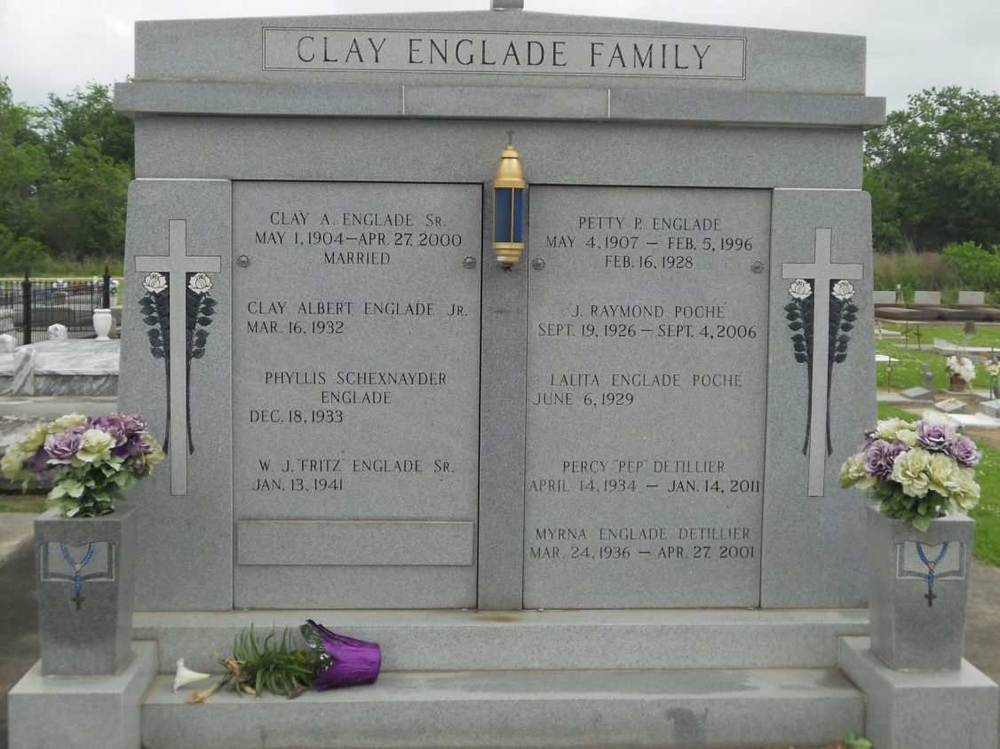 CLAY ENGLADE FAMILY
CLAY A. ENGLADE SR.
MAY 1, 1904 — APR. 27, 2000
MARRIED
CLAY ALBERT ENGLADE JR.
MAR. 16, 1932
PHYLLIS SCHEXNAYDER
ENGLADE
DEC. 18, 1933
W. J. "FRITZ" ENGLADE SR.
JAN. 13, 1941
PETTY P. ENGLADE
MAY 4, 1907 — FEB. 5, 1996
FEB. 16, 1928
J. RAYMOND POCHÉ
SEPT. 19, 1926 — SEPT. 4, 2006
LALITA ENGLADE POCHÉ
JUNE 6, 1929
PERCY "PEP" DETILLIER
APRIL 14, 1934 — JAN. 14, 2011
MYRNA ENGLADE DETILLIER
MAR. 24, 1936 — APR. 27, 2001